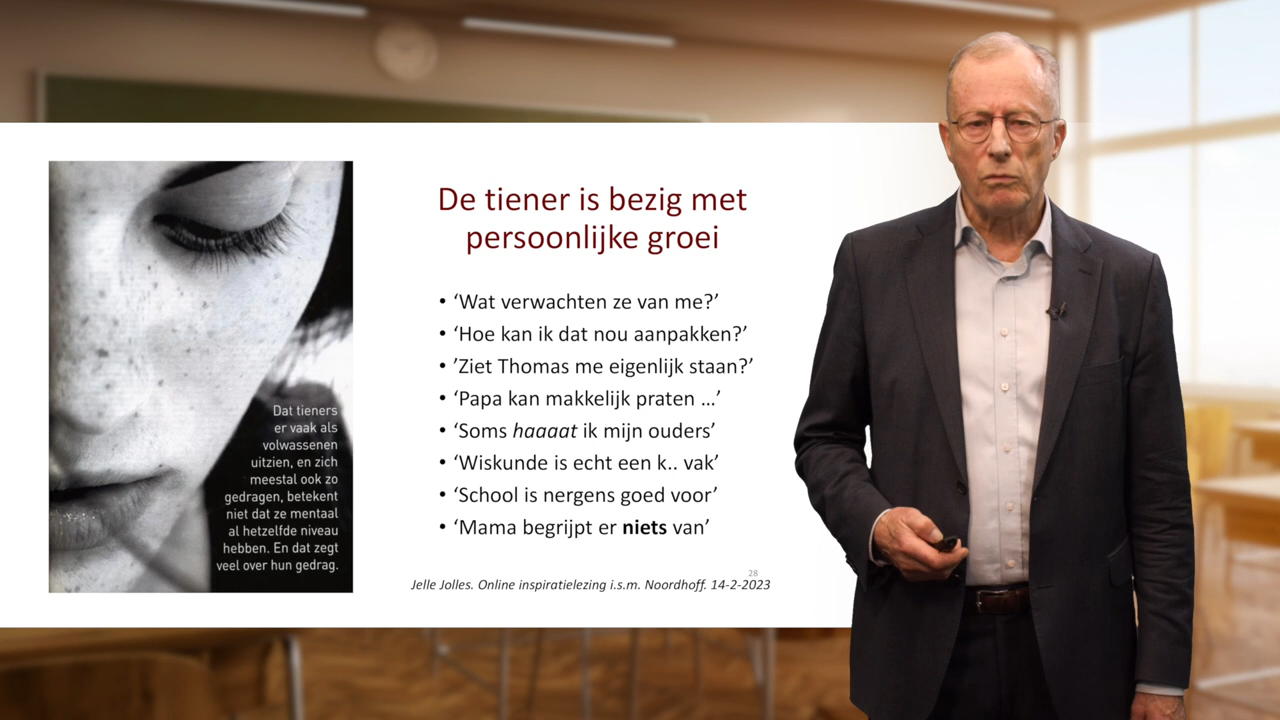 De tiener is bezig met
persoonlijke groei
• ‘Wat verwachten ze van me?’
• ‘Hoe kan ik dat nou aanpakken?’
• ’Ziet Thomas me eigenlijk staan?’
• ‘Papa kan makkelijk praten ...’
• ‘Soms haaaat ik mijn ouders’
• ‘Wiskunde is echt een k.. vak’
• ‘School is nergens goed voor’
• ‘Mama begrijpt er niets van’
Dat tieners
er vaak als
volwassenen
uitzien, en zich
meestal ook zo
gedragen, betekent
niet dat ze mentaal
al hetzelfde niveau
hebben. En dat zegt
veel over hun gedrag.
28
Jelle Jolles. Online inspiratielezing i.s.m. Noordhoff. 14-2-2023